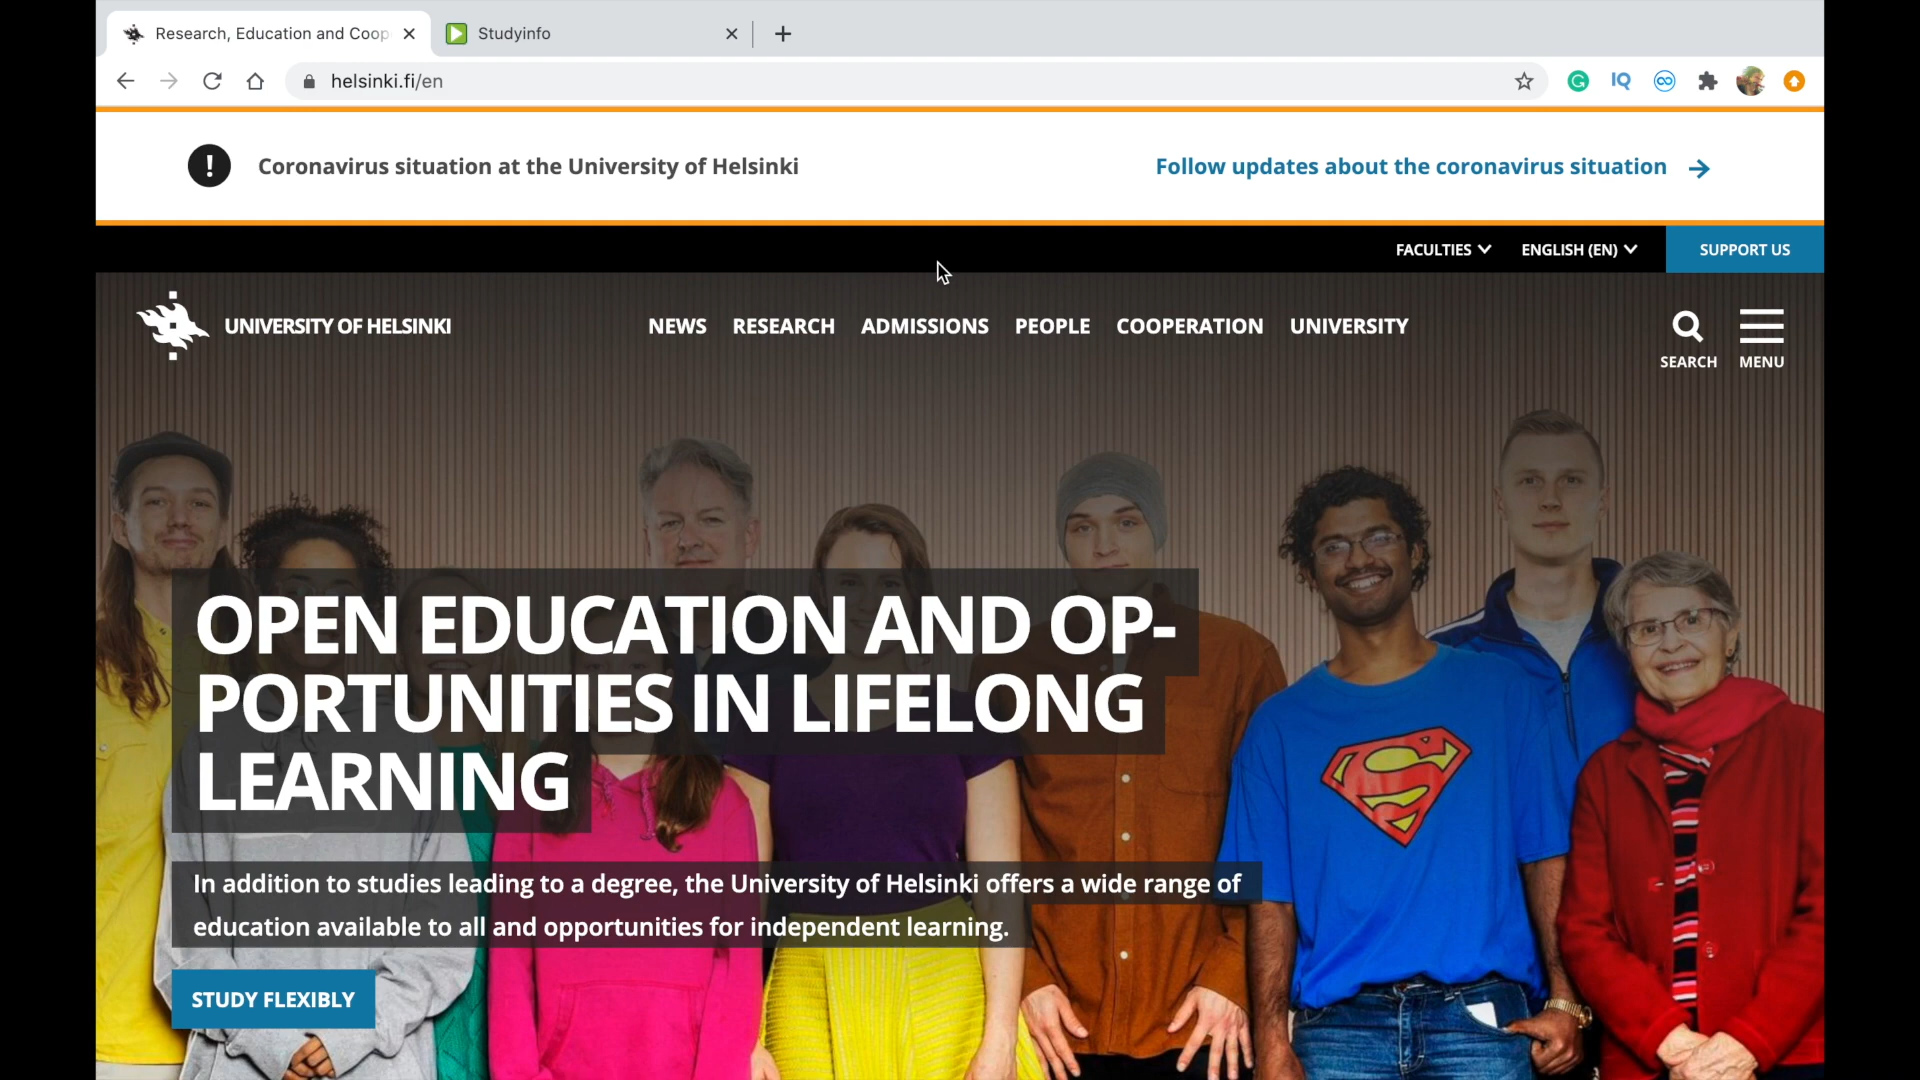 Research, Education and Coop
Studyinfo
helsinki.fi/en
IQ
Coronavirus situation at the University of Helsinki
Follow updates about the coronavirus situation
FACULTIES
ENGLISH (EN)
SUPPORT US
UNIVERSITY OF HELSINKI
NEWS
RESEARCH
ADMISSIONS
PEOPLE
COOPERATION
UNIVERSITY
SEARCH
MENU
OPEN EDUCATION AND OP-
PORTUNITIES IN LIFELONG
LEARNING
In addition to studies leading to a degree, the University of Helsinki offers a wide range of
education available to all and opportunities for independent learning.
STUDY FLEXIBLY